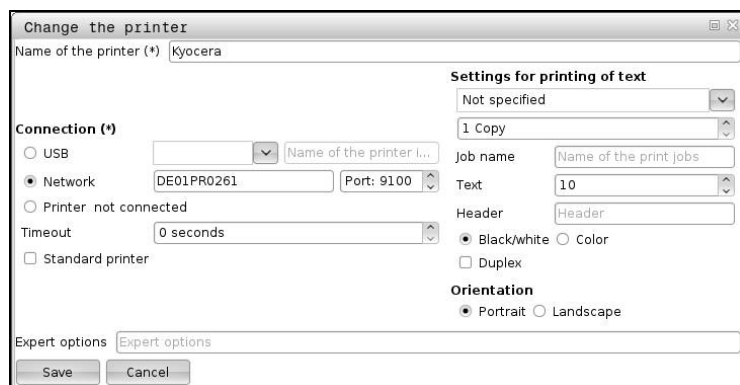 Change the printer
Name of the printer (*) Kyocera
Settings for printing of text
Not specified
1 Copy
Connection (*)
USB Name of the printer i...
Job name Name of the print jobs
Network DE01PR0261 Port: 9100
Text 10
Printer not connected
Header Header
Timeout 0 seconds
Black/white Color
Standard printer
Duplex
Orientation
Portrait Landscape
Expert options Expert options
Save Cancel